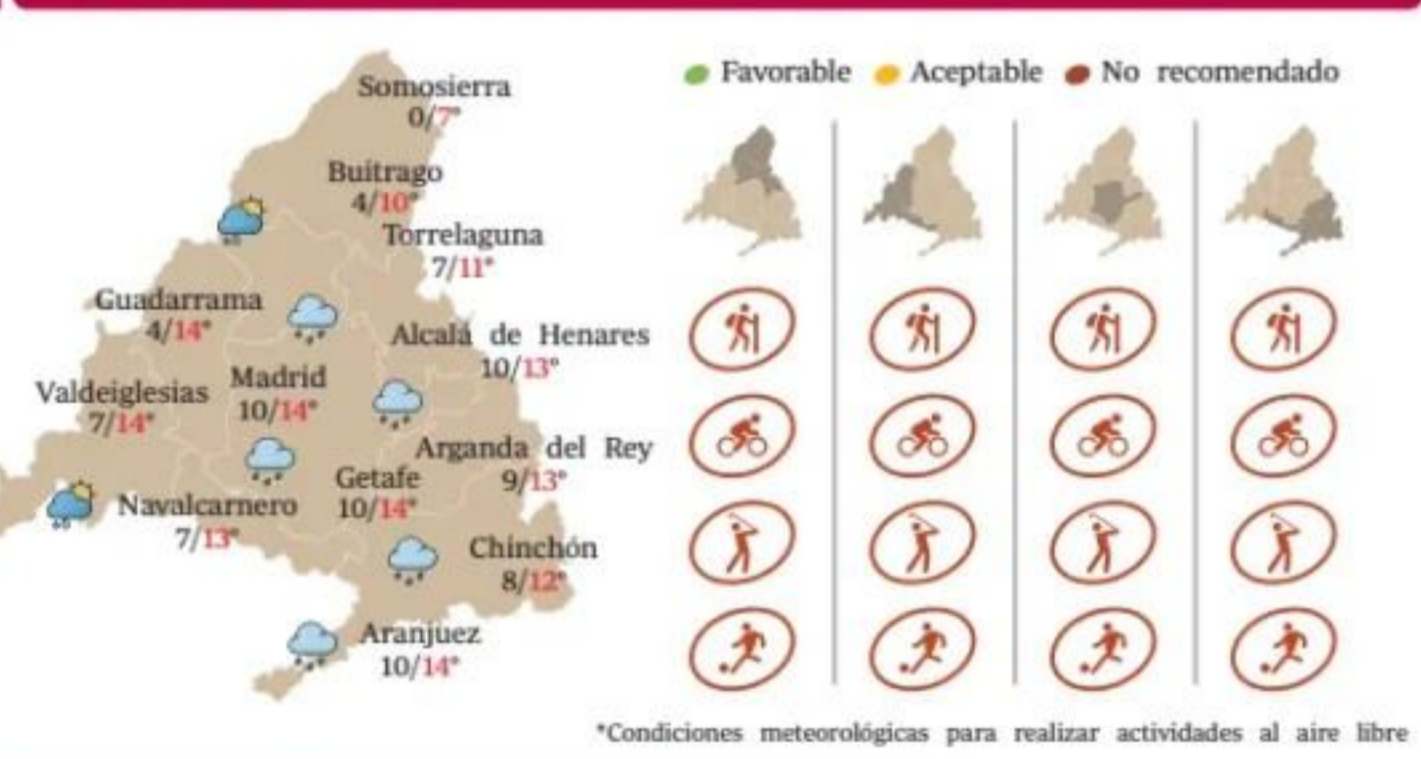 Somosierra
0/7°
Buitrago
4/10°
Torrelaguna
7/11°
Guadarrama
4/14°
Alcalá de Henares
10/13°
Valdeiglesias
7/14°
Madrid
10/14°
Arganda del Rey
9/13°
Getafe
10/14°
Navalcarnero
7/13°
Chinchón
8/12°
Aranjuez
10/14°
Favorable Aceptable No recomendado
*Condiciones meteorológicas para realizar actividades al aire libre